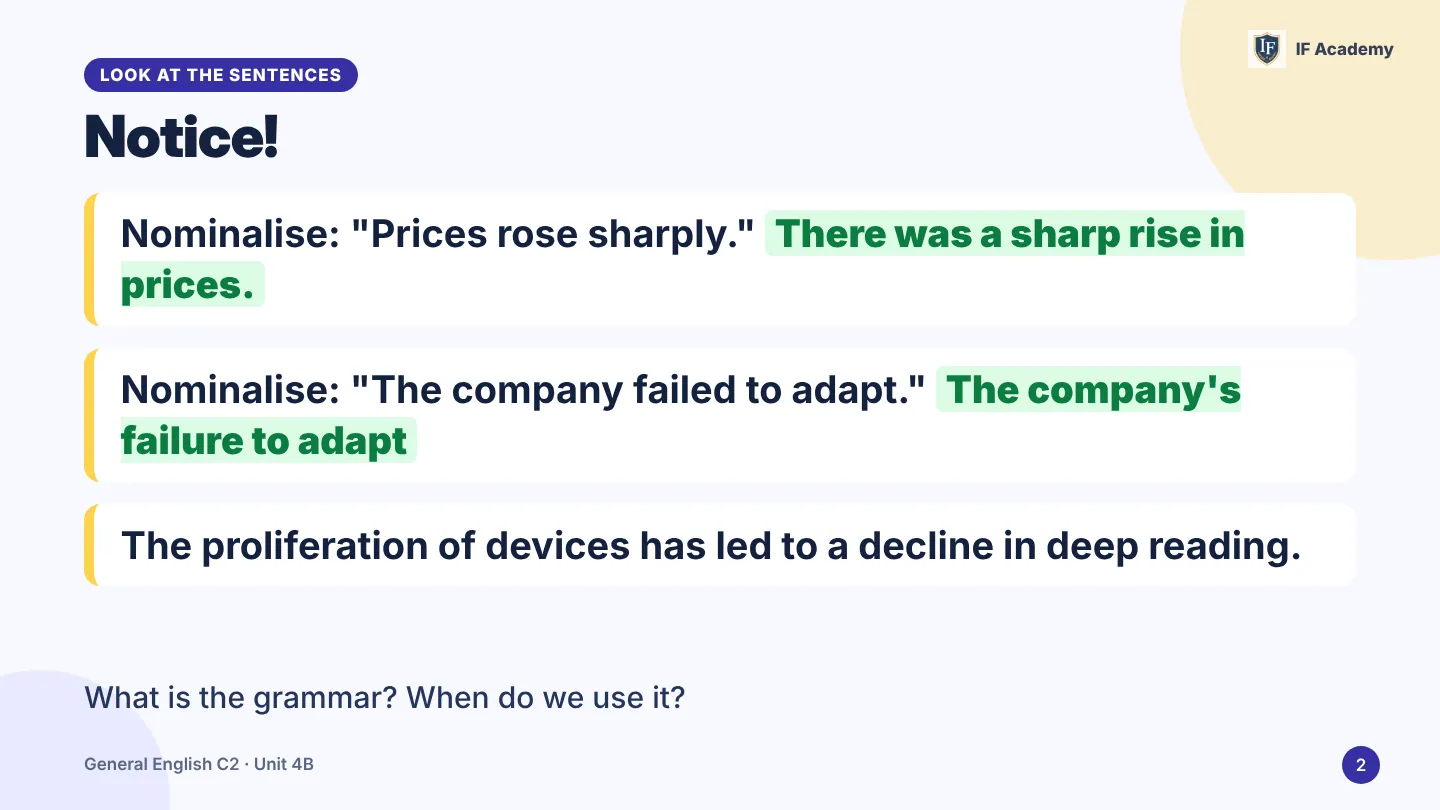 IF Academy
LOOK AT THE SENTENCES
Notice!
Nominalise: "Prices rose sharply." There was a sharp rise in
prices.
Nominalise: "The company failed to adapt." The company's
failure to adapt
The proliferation of devices has led to a decline in deep reading.
What is the grammar? When do we use it?
General English C2 · Unit 4B
2